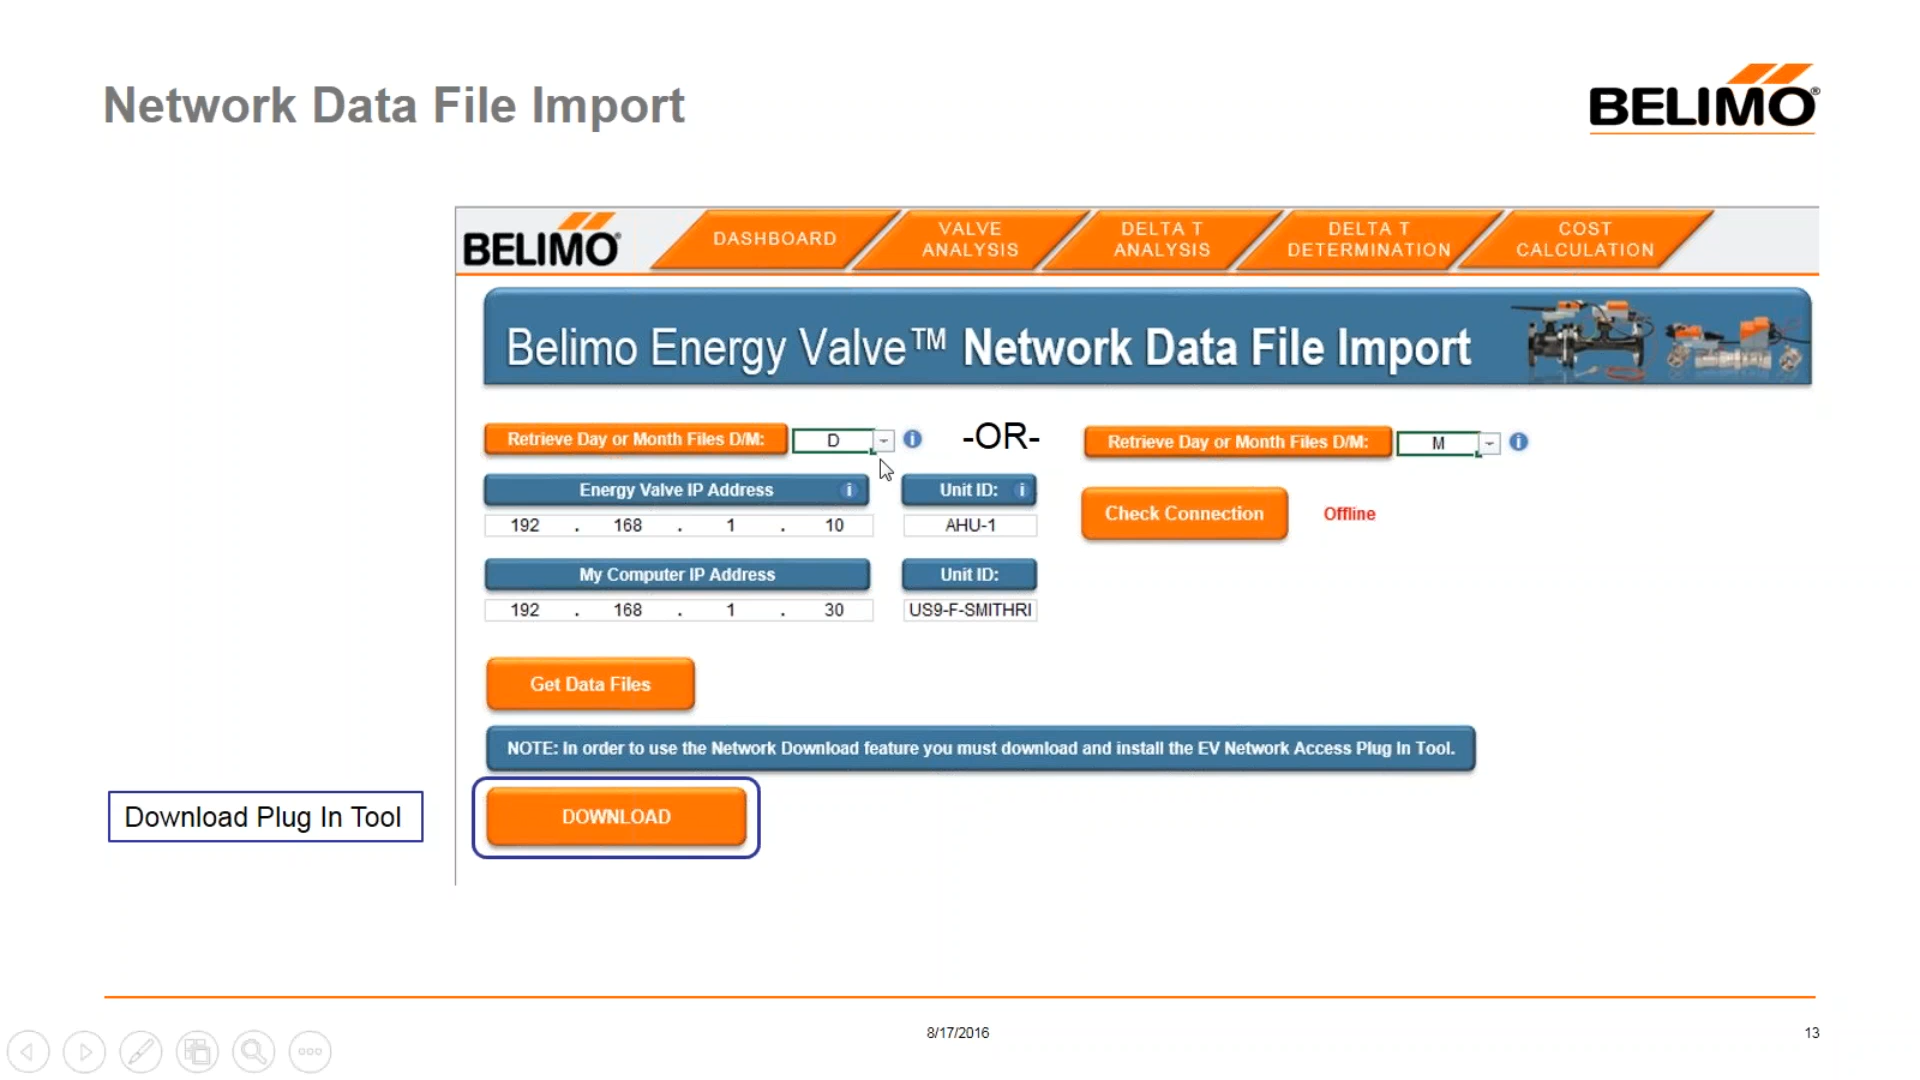 Network Data File Import
BELIMO®
BELIMO®
DASHBOARD
VALVE
ANALYSIS
DELTA T
ANALYSIS
DELTA T
DETERMINATION
COST
CALCULATION
Belimo Energy Valve™ Network Data File Import
Retrieve Day or Month Files D/M: D i -OR- Retrieve Day or Month Files D/M: M i
Energy Valve IP Address i Unit ID: i
192 . 168 . 1 . 10 AHU-1
Check Connection Offline
My Computer IP Address Unit ID:
192 . 168 . 1 . 30 US9-F-SMITHRI
Get Data Files
NOTE: In order to use the Network Download feature you must download and install the EV Network Access Plug In Tool.
Download Plug In Tool DOWNLOAD
8/17/2016 13